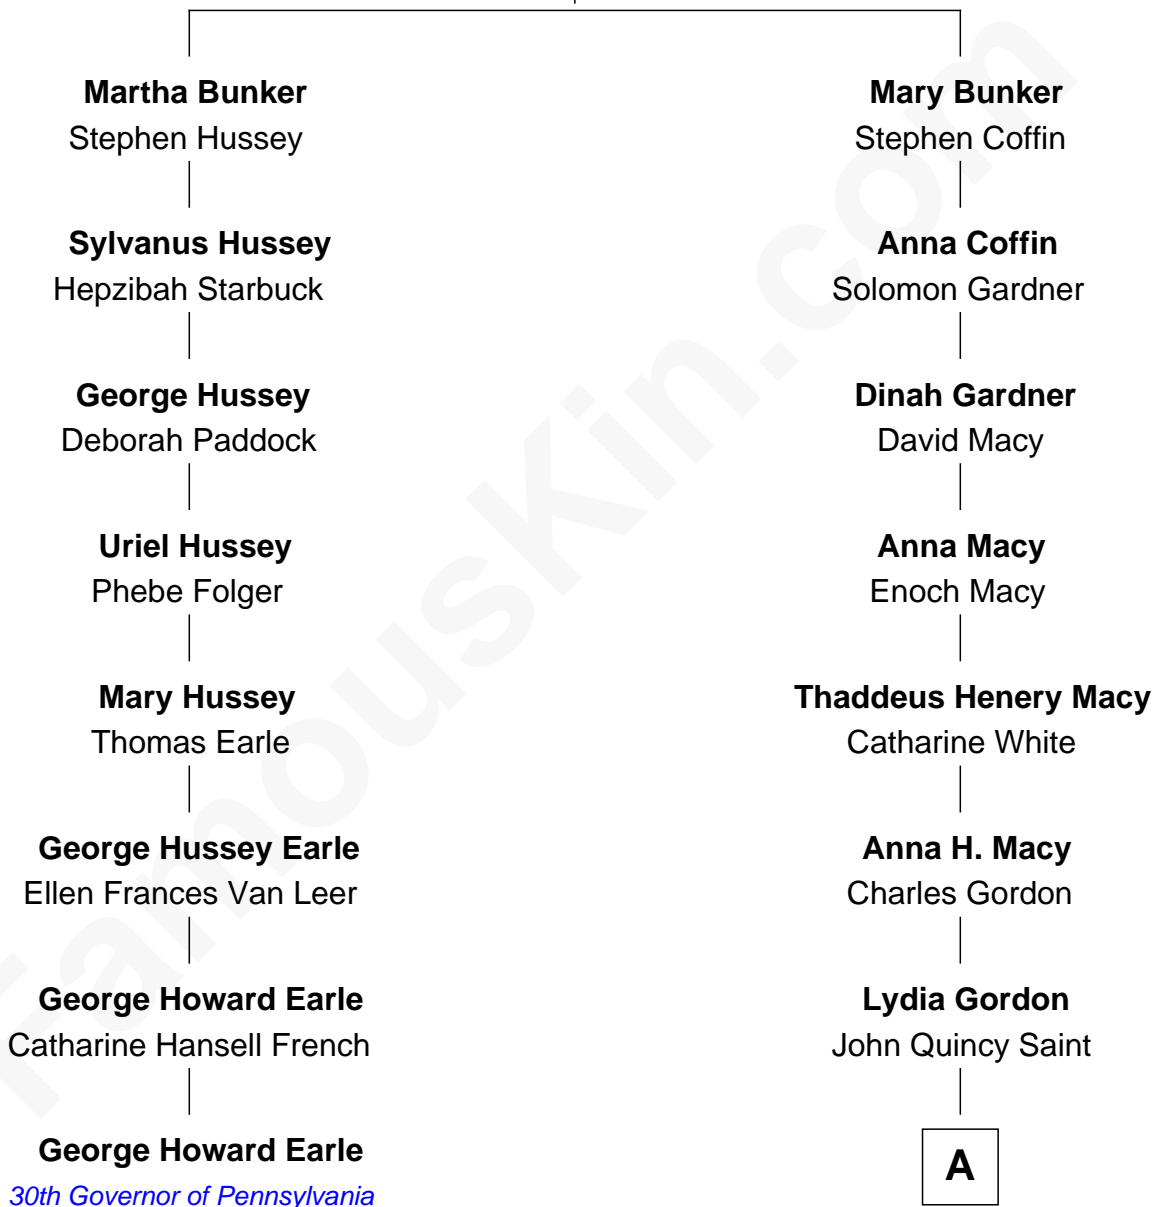 Martha Bunker
Stephen Hussey
Mary Bunker
Stephen Coffin
Sylvanus Hussey
Hepzibah Starbuck
Anna Coffin
Solomon Gardner
George Hussey
Deborah Paddock
Dinah Gardner
David Macy
Uriel Hussey
Phebe Folger
Anna Macy
Enoch Macy
Mary Hussey
Thomas Earle
Thaddeus Henery Macy
Catharine White
George Hussey Earle
Ellen Frances Van Leer
Anna H. Macy
Charles Gordon
George Howard Earle
Catharine Hansell French
Lydia Gordon
John Quincy Saint
George Howard Earle
30th Governor of Pennsylvania
A
FamousKin.com